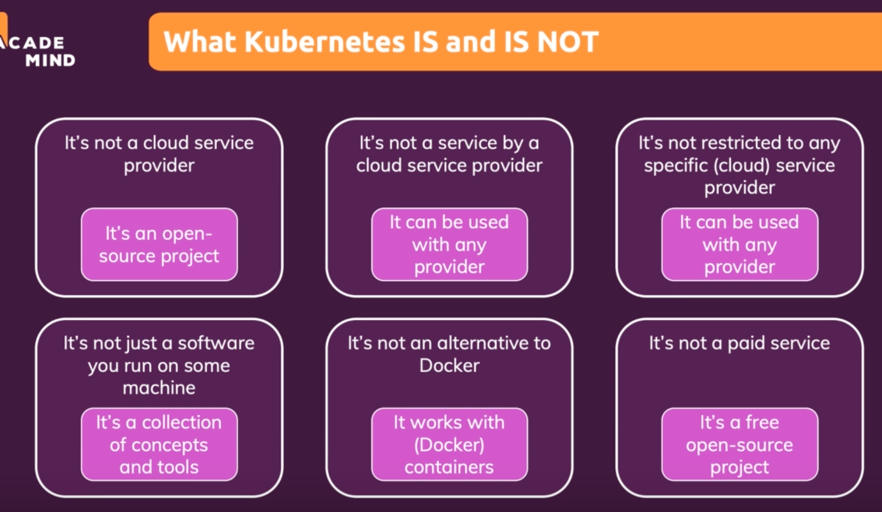 ACADE
MIND
What Kubernetes IS and IS NOT
It's not a cloud service
provider
It's an open-
source project
It's not a service by a
cloud service provider
It can be used
with any
provider
It's not restricted to any
specific (cloud) service
provider
It can be used
with any
provider
It's not just a software
you run on some
machine
It's a collection
of concepts
and tools
It's not an alternative to
Docker
It works with
(Docker)
containers
It's not a paid service
It's a free
open-source
project